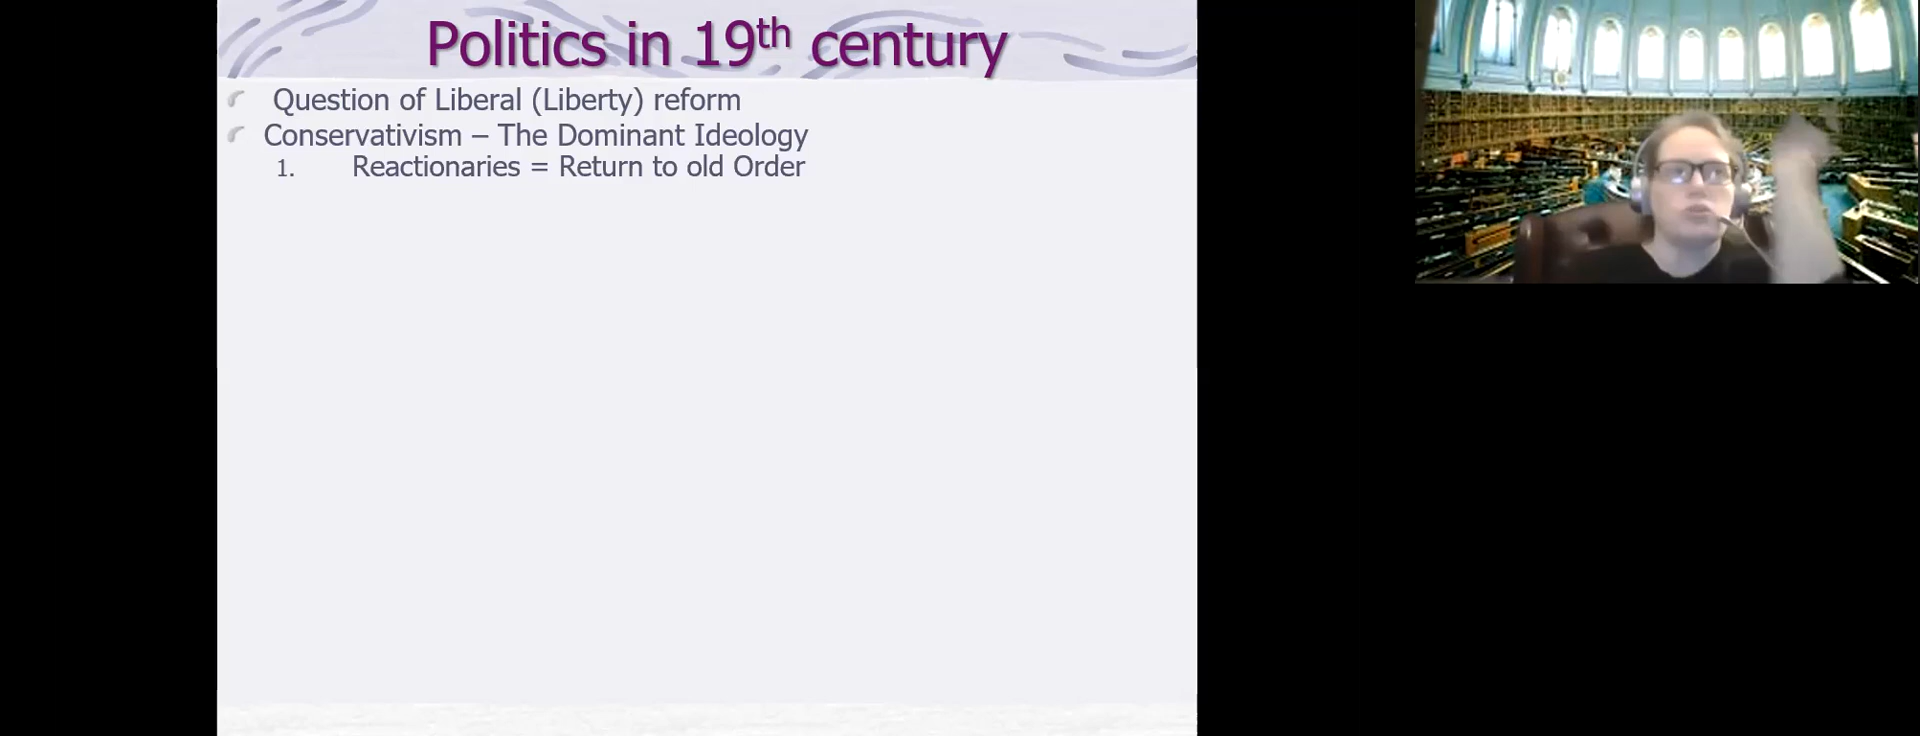 Politics in 19th century
Question of Liberal (Liberty) reform
Conservativism – The Dominant Ideology
1. Reactionaries = Return to old Order